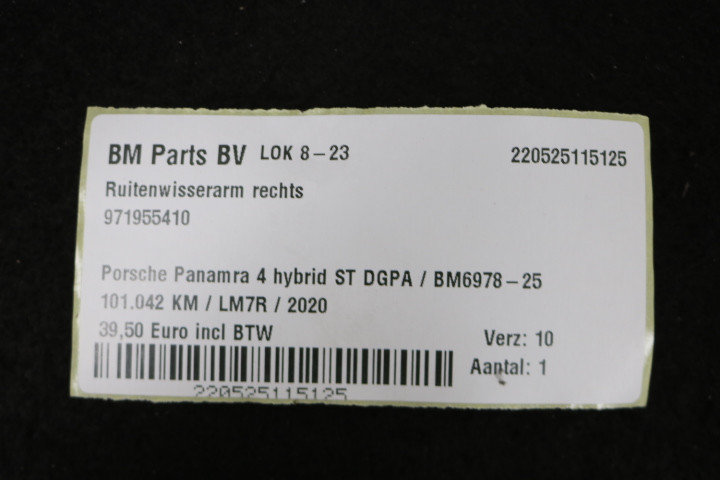 BM Parts BV LOK 8-23 220525115125
Ruitenwisserarm rechts
971955410
Porsche Panamra 4 hybrid ST DGPA / BM6978-25
101.042 KM / LM7R / 2020
39,50 Euro incl BTW
Verz: 10
Aantal: 1
220525115125